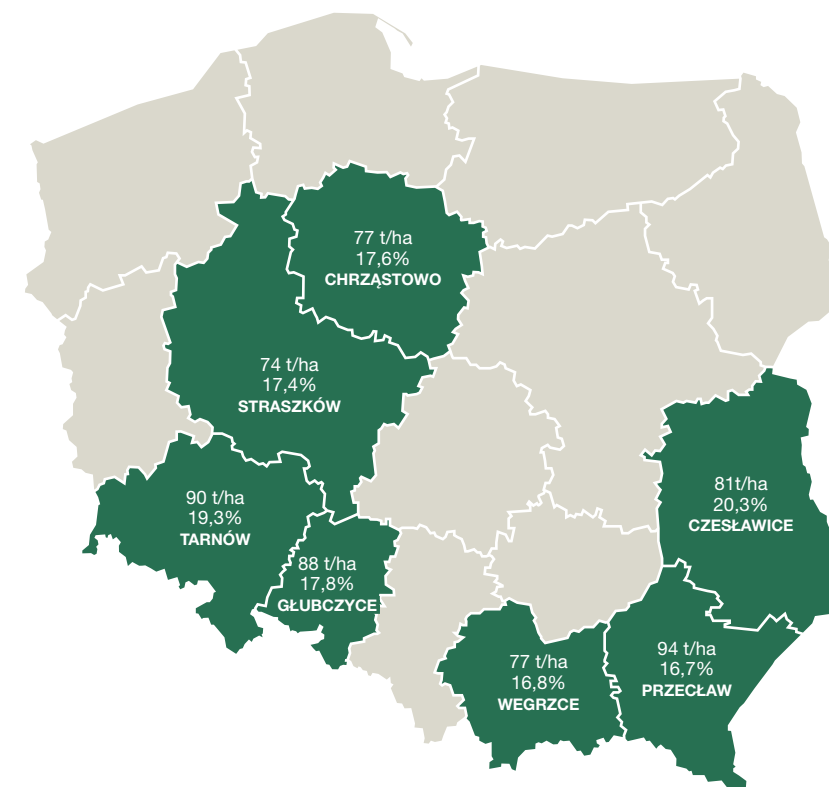 77 t/ha
17,6%
CHRZĄSTOWO
74 t/ha
17,4%
STRASZKÓW
90 t/ha
19,3%
TARNÓW
88 t/ha
17,8%
GŁUBCZYCE
81t/ha
20,3%
CZESŁAWICE
77 t/ha
16,8%
WEGRZCE
94 t/ha
16,7%
PRZECŁAW